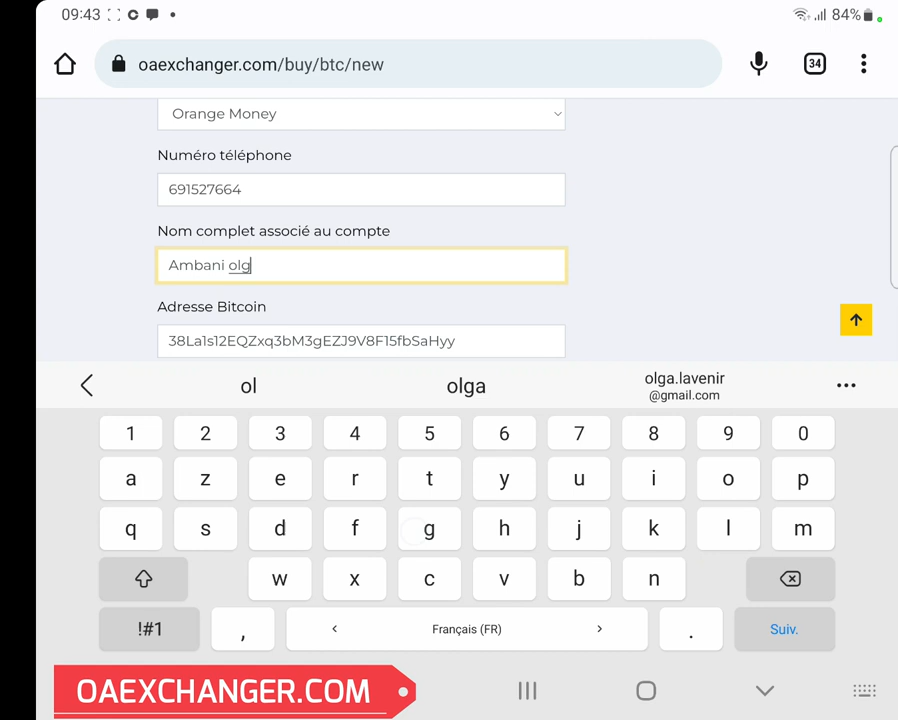 09:43
84%
oaexchanger.com/buy/btc/new
34
Orange Money
Numéro téléphone
691527664
Nom complet associé au compte
Ambani olg
Adresse Bitcoin
38La1s12EQZxq3bM3gEZJ9V8F15fbSaHyy
ol olga olga.lavenir
@gmail.com
1 2 3 4 5 6 7 8 9 0
a z e r t y u i o p
q s d f g h j k l m
w x c v b n
!#1 , < Français (FR) > . Suiv.
OAEXCHANGER.COM